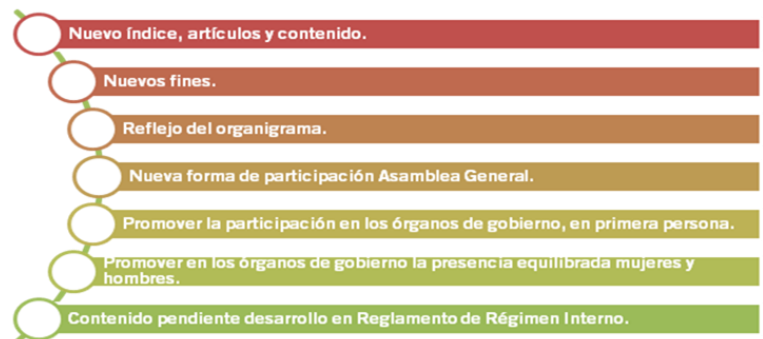 Nuevo índice, artículos y contenido.
Nuevos fines.
Reflejo del organigrama.
Nueva forma de participación Asamblea General.
Promover la participación en los órganos de gobierno, en primera persona.
Promover en los órganos de gobierno la presencia equilibrada mujeres y
hombres.
Contenido pendiente desarrollo en Reglamento de Régimen Interno.